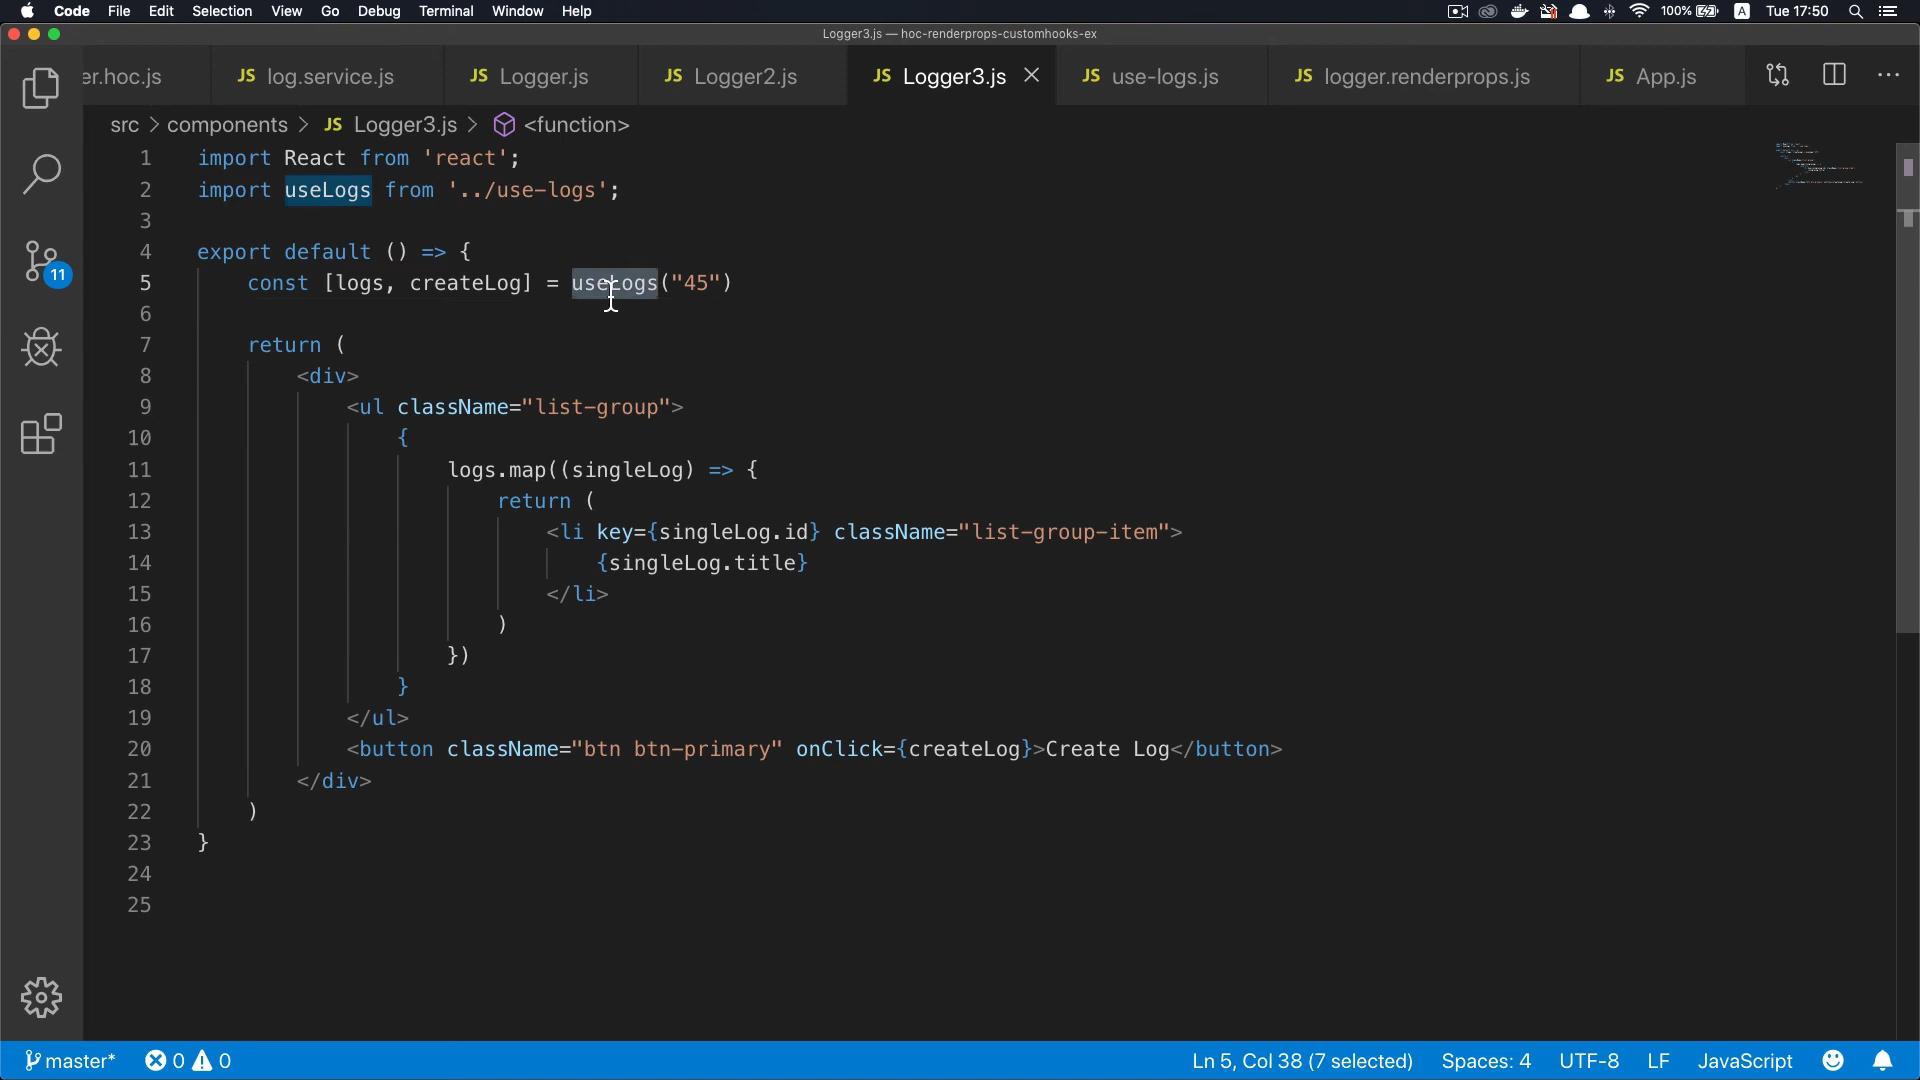 Code File Edit Selection View Go Debug Terminal Window Help 100% A Tue 17:50
Logger3.js — hoc-renderprops-customhooks-ex
er.hoc.js JS log.service.js JS Logger.js JS Logger2.js JS Logger3.js JS use-logs.js JS logger.renderprops.js JS App.js
src > components > JS Logger3.js > <function>
1 import React from 'react';
2 import useLogs from '../use-logs';
3
4 export default () => {
5 const [logs, createLog] = useLogs("45")
6
7 return (
8 <div>
9 <ul className="list-group">
10 {
11 logs.map((singleLog) => {
12 return (
13 <li key={singleLog.id} className="list-group-item">
14 {singleLog.title}
15 </li>
16 )
17 })
18 }
19 </ul>
20 <button className="btn btn-primary" onClick={createLog}>Create Log</button>
21 </div>
22 )
23 }
24
25
11
master* 0 0 Ln 5, Col 38 (7 selected) Spaces: 4 UTF-8 LF JavaScript